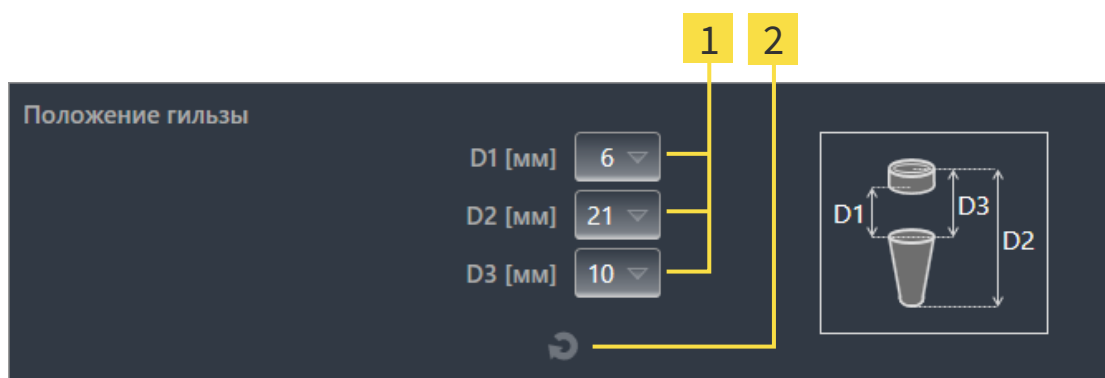 1 2
Положение гильзы
D1 [мм] 6
D2 [мм] 21
D3 [мм] 10
D1 D3
D2